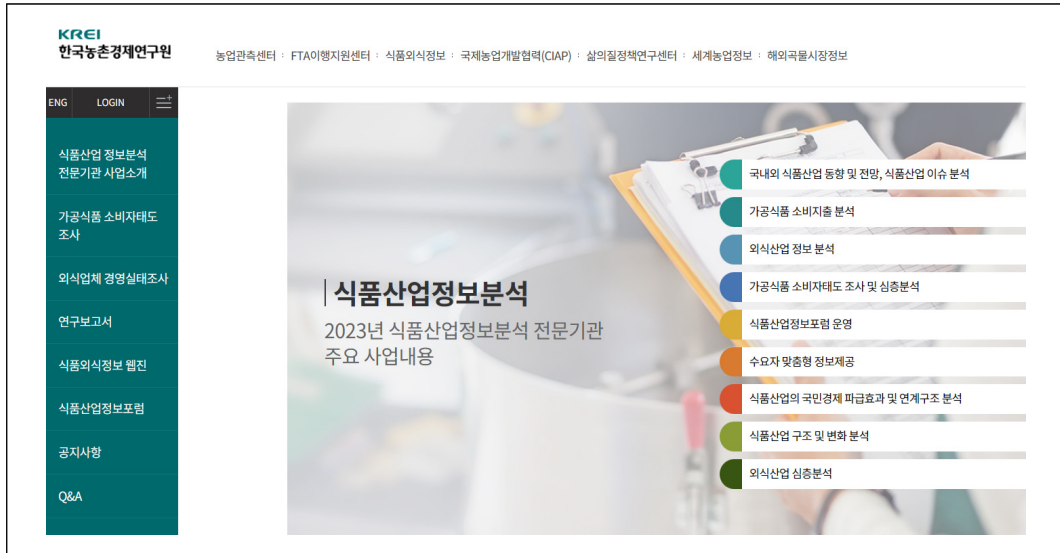 KREI
한국농촌경제연구원
농업관측센터 : FTA이행지원센터 : 식품외식정보 : 국제농업개발협력(CIAP) : 삶의질정책연구센터 : 세계농업정보 : 해외곡물시장정보
ENG LOGIN
식품산업 정보분석
전문기관 사업소개
가공식품 소비자태도
조사
외식업체 경영실태조사
연구보고서
식품외식정보 웹진
식품산업정보포럼
공지사항
Q&A
식품산업정보분석
2023년 식품산업정보분석 전문기관
주요 사업내용
국내외 식품산업 동향 및 전망, 식품산업 이슈 분석
가공식품 소비지출 분석
외식산업 정보 분석
가공식품 소비자태도 조사 및 심층분석
식품산업정보포럼 운영
수요자 맞춤형 정보제공
식품산업의 국민경제 파급효과 및 연계구조 분석
식품산업 구조 및 변화 분석
외식산업 심층분석